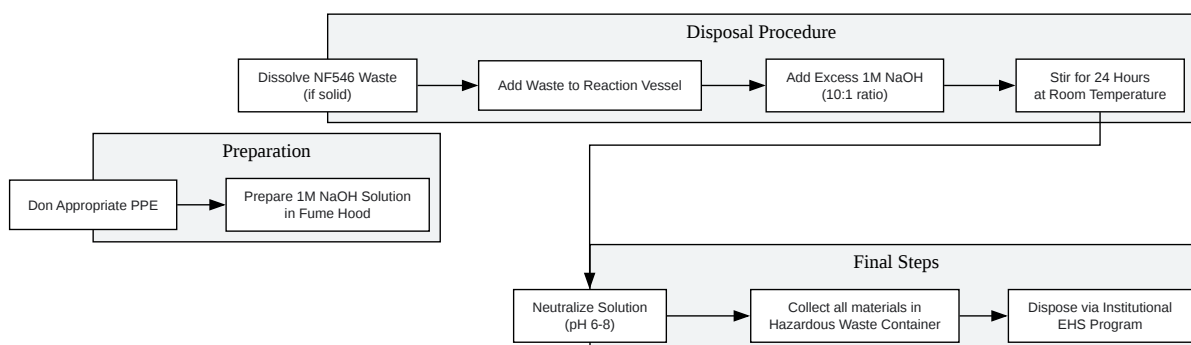 Disposal Procedure
Dissolve NF546 Waste
(if solid)
Add Waste to Reaction Vessel
Add Excess 1M NaOH
(10:1 ratio)
Stir for 24 Hours
at Room Temperature
Preparation
Don Appropriate PPE
Prepare 1M NaOH Solution
in Fume Hood
Final Steps
Neutralize Solution
(pH 6-8)
Collect all materials in
Hazardous Waste Container
Dispose via Institutional
EHS Program